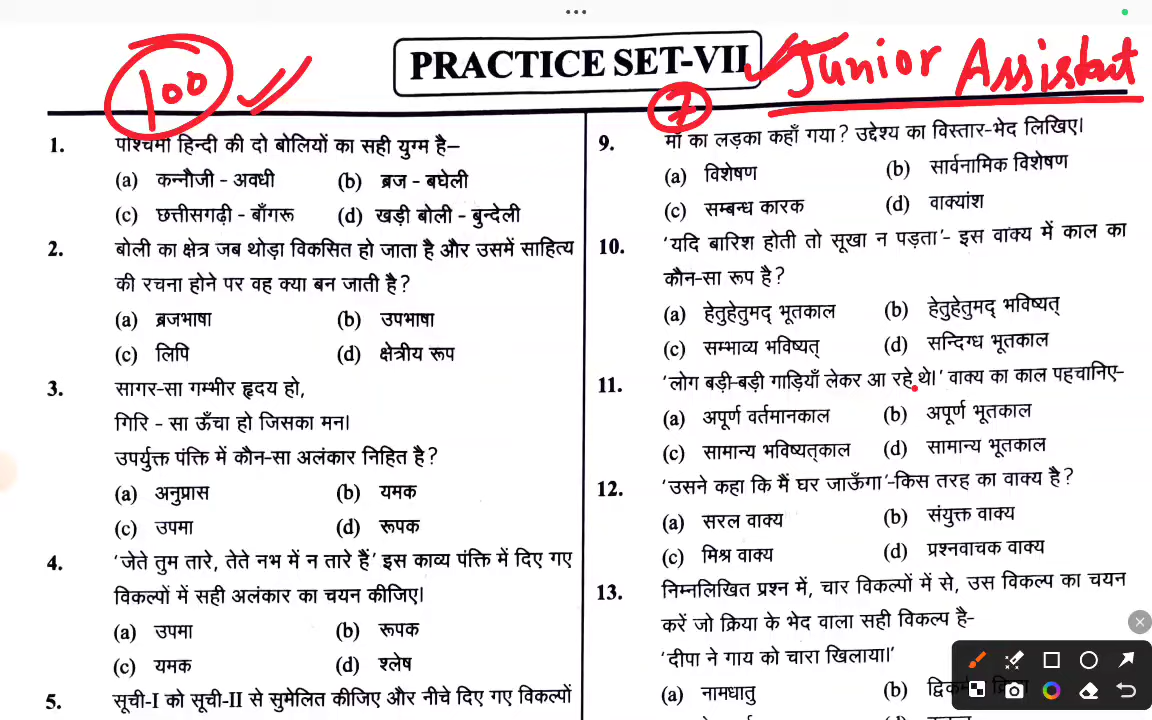 100
PRACTICE SET-VII
Junior Assistant
7
1. पश्चिमी हिन्दी की दो बोलियों का सही युग्म है–
(a) कन्नौजी - अवधी (b) ब्रज - बघेली
(c) छत्तीसगढ़ी - बाँगरू (d) खड़ी बोली - बुन्देली
2. बोली का क्षेत्र जब थोड़ा विकसित हो जाता है और उसमें साहित्य
की रचना होने पर वह क्या बन जाती है?
(a) ब्रजभाषा (b) उपभाषा
(c) लिपि (d) क्षेत्रीय रूप
3. सागर-सा गम्भीर हृदय हो,
गिरि - सा ऊँचा हो जिसका मन।
उपर्युक्त पंक्ति में कौन-सा अलंकार निहित है?
(a) अनुप्रास (b) यमक
(c) उपमा (d) रूपक
4. 'जेते तुम तारे, तेते नभ में न तारे हैं' इस काव्य पंक्ति में दिए गए
विकल्पों में सही अलंकार का चयन कीजिए।
(a) उपमा (b) रूपक
(c) यमक (d) श्लेष
5. सूची-I को सूची-II से सुमेलित कीजिए और नीचे दिए गए विकल्पों
9. माँ का लड़का कहाँ गया? उद्देश्य का विस्तार-भेद लिखिए।
(a) विशेषण (b) सार्वनामिक विशेषण
(c) सम्बन्ध कारक (d) वाक्यांश
10. 'यदि बारिश होती तो सूखा न पड़ता'- इस वाक्य में काल का
कौन-सा रूप है?
(a) हेतुहेतुमद् भूतकाल (b) हेतुहेतुमद् भविष्यत्
(c) सम्भाव्य भविष्यत् (d) सन्दिग्ध भूतकाल
11. 'लोग बड़ी-बड़ी गाड़ियाँ लेकर आ रहे थे।' वाक्य का काल पहचानिए-
(a) अपूर्ण वर्तमानकाल (b) अपूर्ण भूतकाल
(c) सामान्य भविष्यत्काल (d) सामान्य भूतकाल
12. 'उसने कहा कि मैं घर जाऊँगा'-किस तरह का वाक्य है?
(a) सरल वाक्य (b) संयुक्त वाक्य
(c) मिश्र वाक्य (d) प्रश्नवाचक वाक्य
13. निम्नलिखित प्रश्न में, चार विकल्पों में से, उस विकल्प का चयन
करें जो क्रिया के भेद वाला सही विकल्प है-
'दीपा ने गाय को चारा खिलाया।'
(a) नामधातु (b)